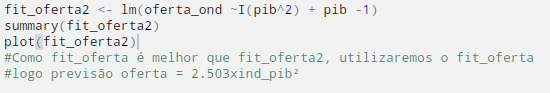 fit_oferta2 <- lm(oferta_ond ~I(pib^2) + pib -1)
summary(fit_oferta2)
plot(fit_oferta2)
#Como fit_oferta é melhor que fit_oferta2, utilizaremos o fit_oferta
#logo previsão oferta = 2.503xind_pib²